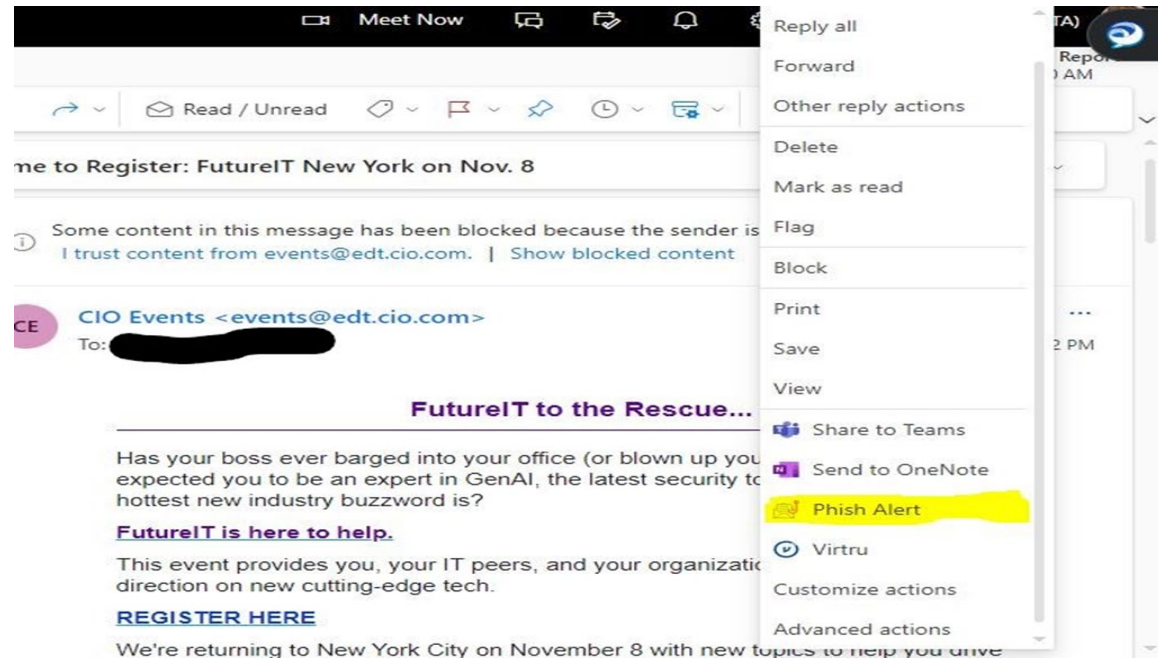 Meet Now
TA)
Reply all
Repor
Forward
AM
Read / Unread
Other reply actions
me to Register: FutureIT New York on Nov. 8
Delete
Mark as read
Some content in this message has been blocked because the sender is
Flag
I trust content from events@edt.cio.com. | Show blocked content
Block
CE
CIO Events <events@edt.cio.com>
Print
...
To:
Save
2 PM
View
FutureIT to the Rescue...
Share to Teams
Has your boss ever barged into your office (or blown up you
Send to OneNote
expected you to be an expert in GenAI, the latest security to
hottest new industry buzzword is?
Phish Alert
FutureIT is here to help.
Virtru
This event provides you, your IT peers, and your organizatio
direction on new cutting-edge tech.
Customize actions
REGISTER HERE
Advanced actions
We're returning to New York City on November 8 with new topics to help you drive